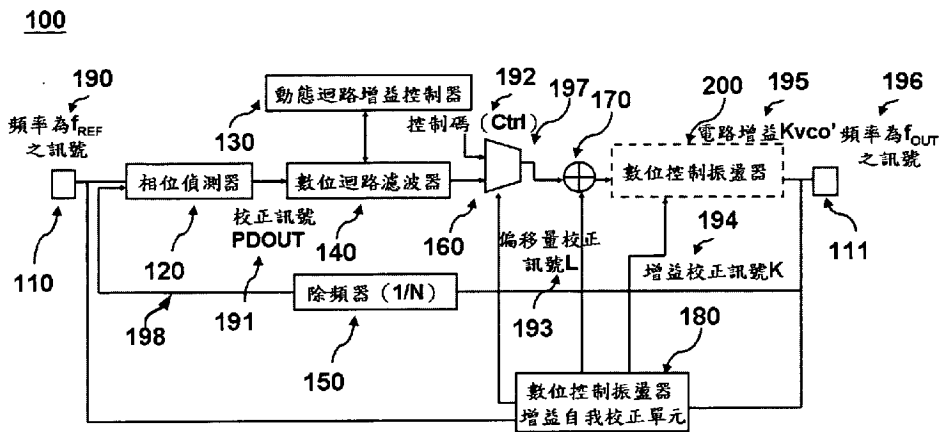 100
190
頻率為fREF
之訊號
動態迴路增益控制器
130
192
控制碼（Ctrl）
197
170
200
195
電路增益Kvco'
196
頻率為fOUT
之訊號
相位偵測器
數位迴路濾波器
數位控制振盪器
110
120
校正訊號
PDOUT
191
140
160
偏移量校正
訊號L
193
194
增益校正訊號K
111
198
除頻器（1/N）
150
180
數位控制振盪器
增益自我校正單元